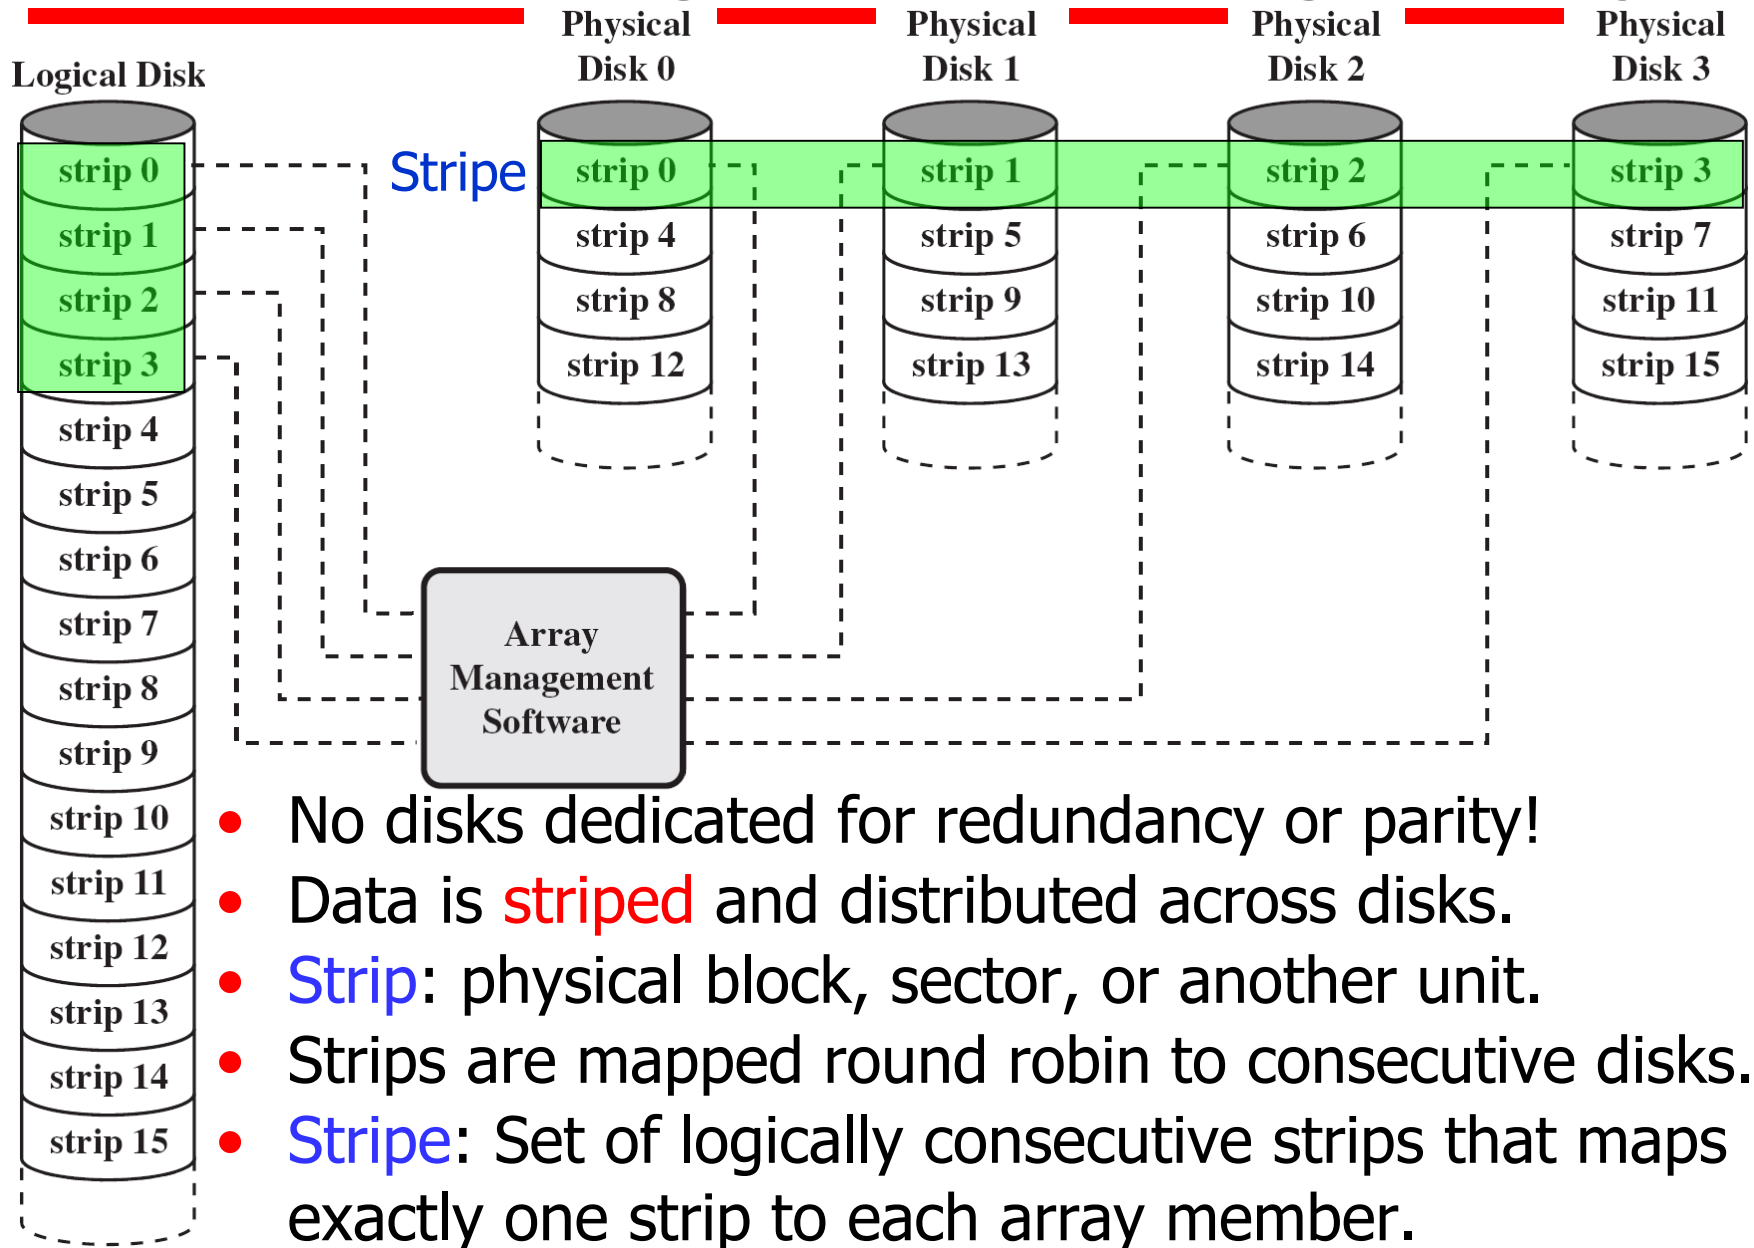 Physical
Disk 0
Physical
Disk 1
Physical
Disk 2
Physical
Disk 3
Logical Disk
strip 0
strip 1
strip 2
strip 3
strip 4
strip 5
strip 6
strip 7
strip 8
strip 9
strip 10
strip 11
strip 12
strip 13
strip 14
strip 15
Stripe
strip 0
strip 4
strip 8
strip 12
strip 1
strip 5
strip 9
strip 13
strip 2
strip 6
strip 10
strip 14
strip 3
strip 7
strip 11
strip 15
Array
Management
Software
• No disks dedicated for redundancy or parity!
• Data is striped and distributed across disks.
• Strip: physical block, sector, or another unit.
• Strips are mapped round robin to consecutive disks.
• Stripe: Set of logically consecutive strips that maps
exactly one strip to each array member.